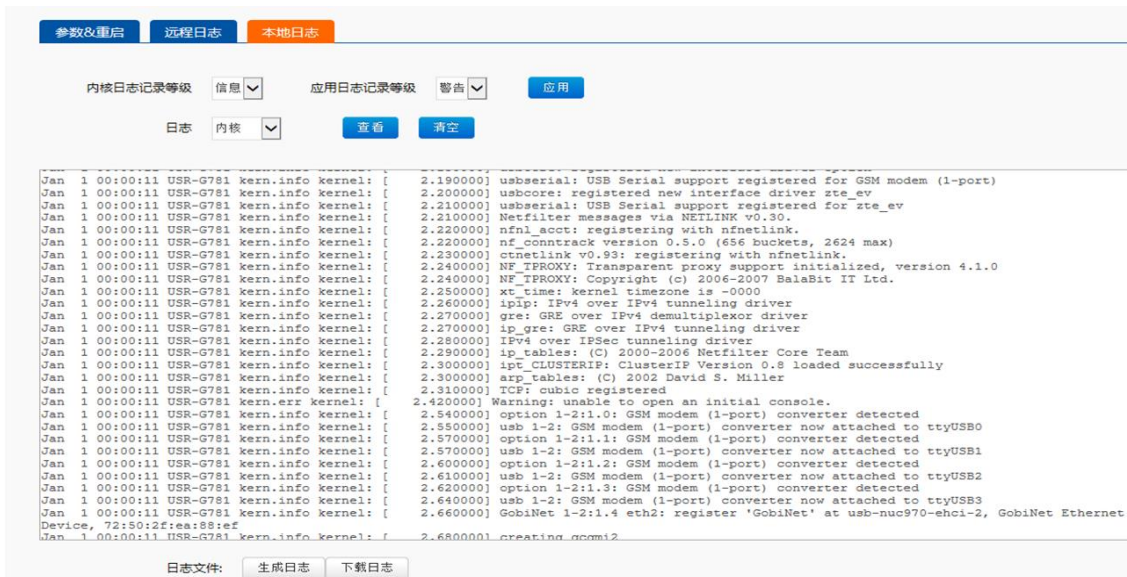 参数&重启 远程日志 本地日志
内核日志记录等级 信息 应用日志记录等级 警告 应用
日志 内核 查看 清空
Jan 1 00:00:11 USR-G781 kern.info kernel: [ 2.190000] usbserial: USB Serial support registered for GSM modem (1-port)
Jan 1 00:00:11 USR-G781 kern.info kernel: [ 2.200000] usbcore: registered new interface driver zte_ev
Jan 1 00:00:11 USR-G781 kern.info kernel: [ 2.210000] usbserial: USB Serial support registered for zte_ev
Jan 1 00:00:11 USR-G781 kern.info kernel: [ 2.210000] Netfilter messages via NETLINK v0.30.
Jan 1 00:00:11 USR-G781 kern.info kernel: [ 2.220000] nfnl_acct: registering with nfnetlink.
Jan 1 00:00:11 USR-G781 kern.info kernel: [ 2.220000] nf_conntrack version 0.5.0 (656 buckets, 2624 max)
Jan 1 00:00:11 USR-G781 kern.info kernel: [ 2.230000] ctnetlink v0.93: registering with nfnetlink.
Jan 1 00:00:11 USR-G781 kern.info kernel: [ 2.240000] NF_TPROXY: Transparent proxy support initialized, version 4.1.0
Jan 1 00:00:11 USR-G781 kern.info kernel: [ 2.240000] NF_TPROXY: Copyright (c) 2006-2007 BalaBit IT Ltd.
Jan 1 00:00:11 USR-G781 kern.info kernel: [ 2.250000] xt_time: kernel timezone is -0000
Jan 1 00:00:11 USR-G781 kern.info kernel: [ 2.260000] ipip: IPv4 over IPv4 tunneling driver
Jan 1 00:00:11 USR-G781 kern.info kernel: [ 2.270000] gre: GRE over IPv4 demultiplexor driver
Jan 1 00:00:11 USR-G781 kern.info kernel: [ 2.270000] ip_gre: GRE over IPv4 tunneling driver
Jan 1 00:00:11 USR-G781 kern.info kernel: [ 2.280000] IPv4 over IPSec tunneling driver
Jan 1 00:00:11 USR-G781 kern.info kernel: [ 2.290000] ip_tables: (C) 2000-2006 Netfilter Core Team
Jan 1 00:00:11 USR-G781 kern.info kernel: [ 2.300000] ipt_CLUSTERIP: ClusterIP Version 0.8 loaded successfully
Jan 1 00:00:11 USR-G781 kern.info kernel: [ 2.300000] arp_tables: (C) 2002 David S. Miller
Jan 1 00:00:11 USR-G781 kern.info kernel: [ 2.310000] TCP: cubic registered
Jan 1 00:00:11 USR-G781 kern.err kernel: [ 2.420000] Warning: unable to open an initial console.
Jan 1 00:00:11 USR-G781 kern.info kernel: [ 2.540000] option 1-2:1.0: GSM modem (1-port) converter detected
Jan 1 00:00:11 USR-G781 kern.info kernel: [ 2.550000] usb 1-2: GSM modem (1-port) converter now attached to ttyUSB0
Jan 1 00:00:11 USR-G781 kern.info kernel: [ 2.570000] option 1-2:1.1: GSM modem (1-port) converter detected
Jan 1 00:00:11 USR-G781 kern.info kernel: [ 2.570000] usb 1-2: GSM modem (1-port) converter now attached to ttyUSB1
Jan 1 00:00:11 USR-G781 kern.info kernel: [ 2.600000] option 1-2:1.2: GSM modem (1-port) converter detected
Jan 1 00:00:11 USR-G781 kern.info kernel: [ 2.610000] usb 1-2: GSM modem (1-port) converter now attached to ttyUSB2
Jan 1 00:00:11 USR-G781 kern.info kernel: [ 2.620000] option 1-2:1.3: GSM modem (1-port) converter detected
Jan 1 00:00:11 USR-G781 kern.info kernel: [ 2.640000] usb 1-2: GSM modem (1-port) converter now attached to ttyUSB3
Jan 1 00:00:11 USR-G781 kern.info kernel: [ 2.660000] GobiNet 1-2:1.4 eth2: register 'GobiNet' at usb-nuc970-ehci-2, GobiNet Ethernet
Device, 72:50:2f:ea:88:ef
Jan 1 00:00:11 USR-G781 kern.info kernel: [ 2.680000] creating qcqmi2
日志文件: 生成日志 下载日志